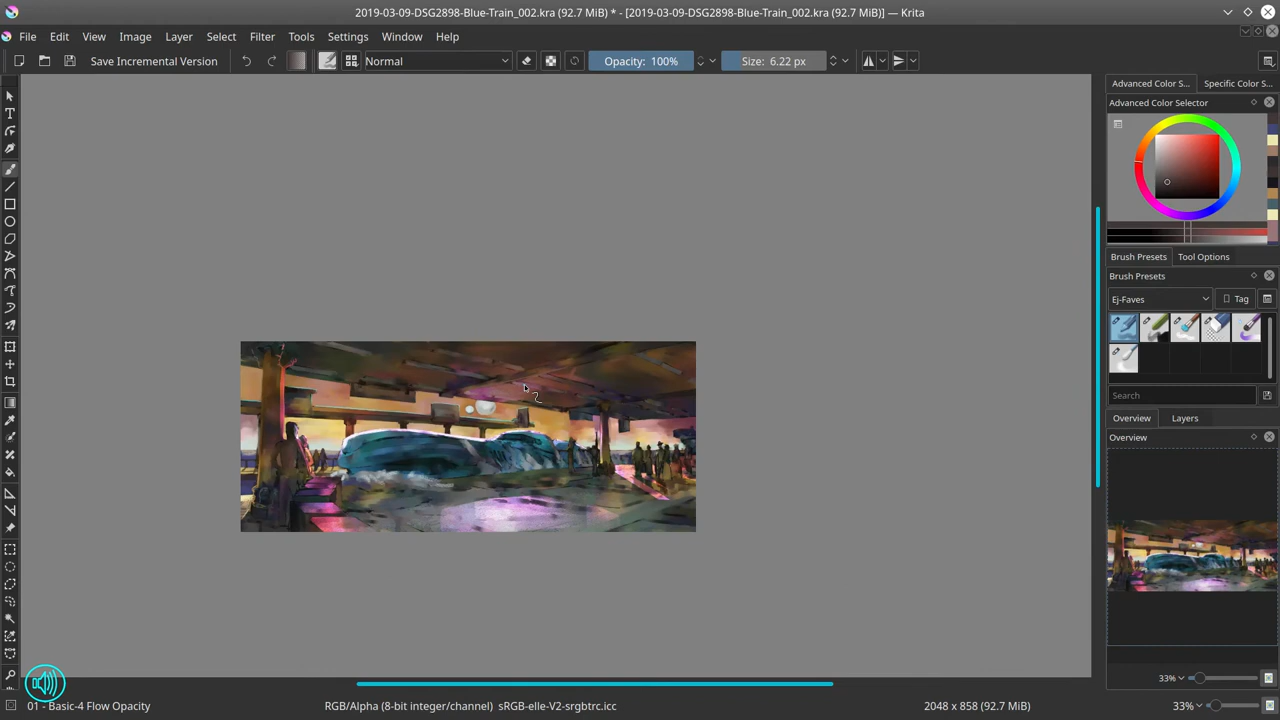 2019-03-09-DSG2898-Blue-Train_002.kra (92.7 MiB) * - [2019-03-09-DSG2898-Blue-Train_002.kra (92.7 MiB)] — Krita
File Edit View Image Layer Select Filter Tools Settings Window Help
Save Incremental Version Normal Opacity: 100% Size: 6.22 px
Advanced Color S... Specific Color S...
Advanced Color Selector
Brush Presets Tool Options
Brush Presets
Ej-Faves Tag
Search
Overview Layers
Overview
33%
01 - Basic-4 Flow Opacity RGB/Alpha (8-bit integer/channel) sRGB-elle-V2-srgbtrc.icc 2048 x 858 (92.7 MiB) 33%